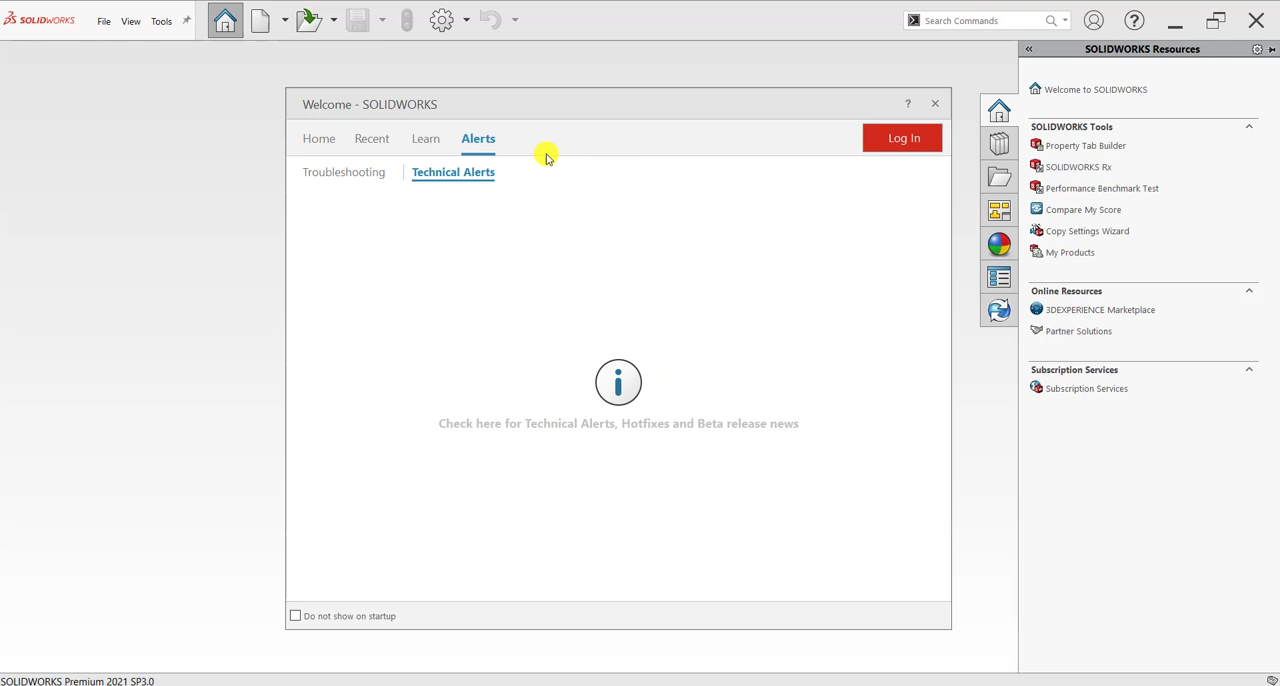 SOLIDWORKS File View Tools
Search Commands
SOLIDWORKS Resources
Welcome - SOLIDWORKS ?
Home Recent Learn Alerts Log In
Troubleshooting Technical Alerts
Check here for Technical Alerts, Hotfixes and Beta release news
Do not show on startup
Welcome to SOLIDWORKS
SOLIDWORKS Tools
Property Tab Builder
SOLIDWORKS Rx
Performance Benchmark Test
Compare My Score
Copy Settings Wizard
My Products
Online Resources
3DEXPERIENCE Marketplace
Partner Solutions
Subscription Services
Subscription Services
SOLIDWORKS Premium 2021 SP3.0